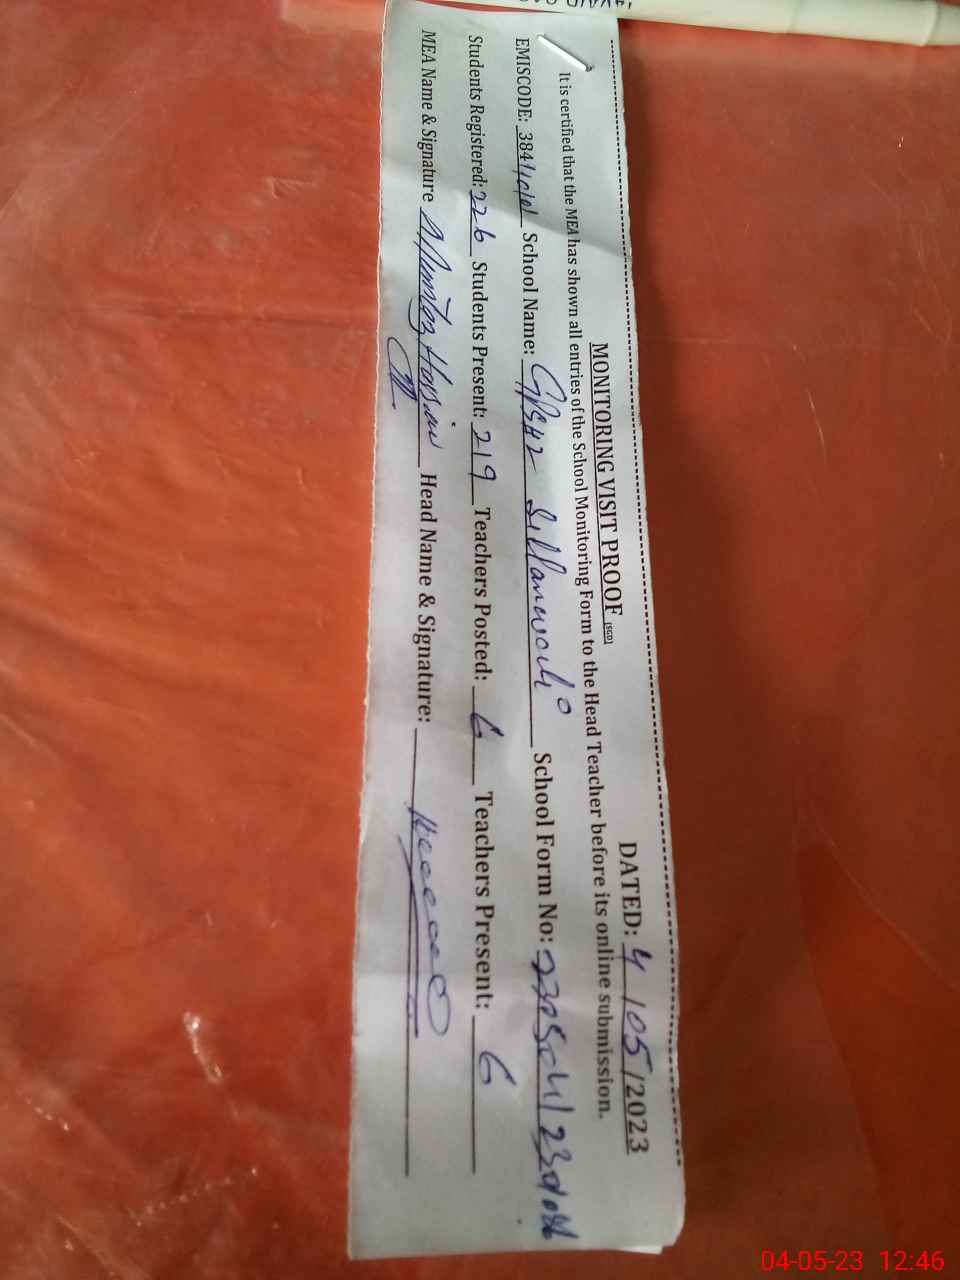 DATED: 4/05/2023
MONITORING VISIT PROOF (SGD)
It is certified that the MEA has shown all entries of the School Monitoring Form to the Head Teacher before its online submission.
EMISCODE: 384 School Name: School Form No:
Students Registered: 226 Students Present: 219 Teachers Posted: 6 Teachers Present: 6
MEA Name & Signature Head Name & Signature:
04-05-23 12:46